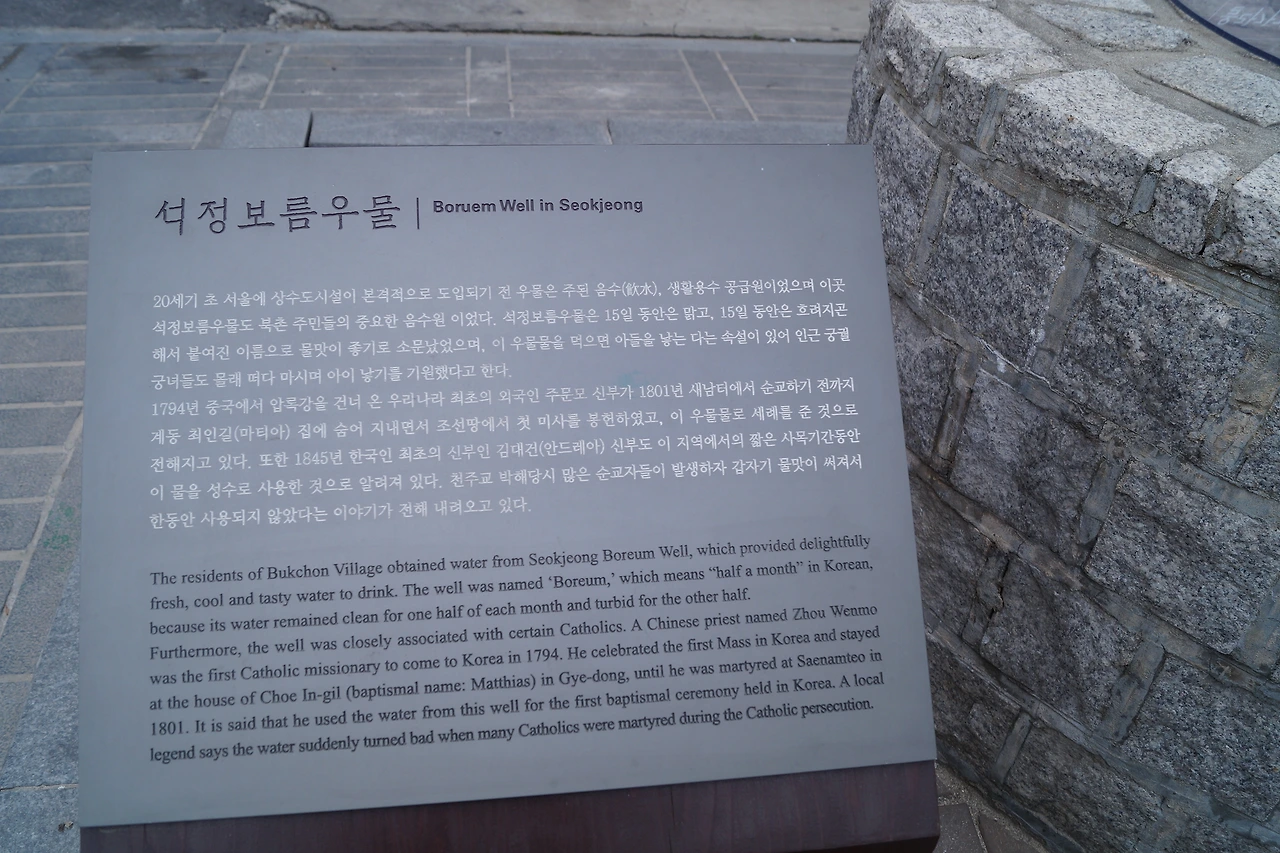 석정보름우물 | Boruem Well in Seokjeong
20세기 초 서울에 상수도시설이 본격적으로 도입되기 전 우물은 주된 음수(飮水), 생활용수 공급원이었으며 이곳
석정보름우물도 북촌 주민들의 중요한 음수원 이었다. 석정보름우물은 15일 동안은 맑고, 15일 동안은 흐려지곤
해서 붙여진 이름으로 물맛이 좋기로 소문났었으며, 이 우물물을 먹으면 아들을 낳는 다는 속설이 있어 인근 궁궐
궁녀들도 몰래 떠다 마시며 아이 낳기를 기원했다고 한다.
1794년 중국에서 압록강을 건너 온 우리나라 최초의 외국인 주문모 신부가 1801년 새남터에서 순교하기 전까지
계동 최인길(마티아) 집에 숨어 지내면서 조선땅에서 첫 미사를 봉헌하였고, 이 우물물로 세례를 준 것으로
전해지고 있다. 또한 1845년 한국인 최초의 신부인 김대건(안드레아) 신부도 이 지역에서의 짧은 사목기간동안
이 물을 성수로 사용한 것으로 알려져 있다. 천주교 박해당시 많은 순교자들이 발생하자 갑자기 물맛이 써져서
한동안 사용되지 않았다는 이야기가 전해 내려오고 있다.
The residents of Bukchon Village obtained water from Seokjeong Boreum Well, which provided delightfully
fresh, cool and tasty water to drink. The well was named ‘Boreum,’ which means “half a month” in Korean,
because its water remained clean for one half of each month and turbid for the other half.
Furthermore, the well was closely associated with certain Catholics. A Chinese priest named Zhou Wenmo
was the first Catholic missionary to come to Korea in 1794. He celebrated the first Mass in Korea and stayed
at the house of Choe In-gil (baptismal name: Matthias) in Gye-dong, until he was martyred at Saenamteo in
1801. It is said that he used the water from this well for the first baptismal ceremony held in Korea. A local
legend says the water suddenly turned bad when many Catholics were martyred during the Catholic persecution.